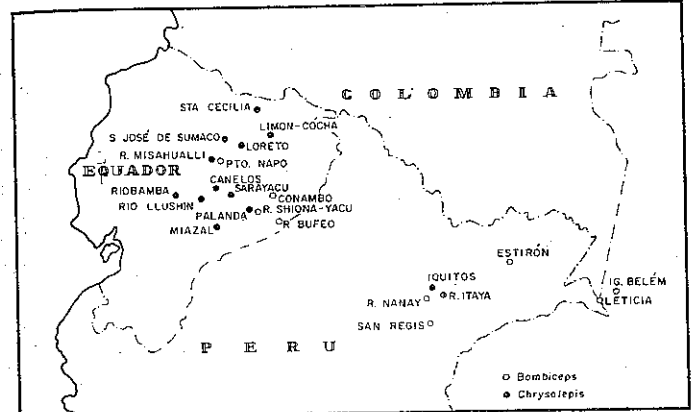 COLOMBIA
STA CECILIA
LIMON-COCHA
S JOSÉ DE SUMACO
LORETO
R. MISAHUALLI
PTO. NAPO
EQUADOR
CANELOS
RIOBAMBA
SARAYACU
CONAMBO
RIO LLUSHIN
PALANDA
R. SHIONA-YACU
MIAZAL
R BUFEO
ESTIRÓN
IQUITOS
IG. BELÉM
R. NANAY
R. ITAYA
LETICIA
SAN REGIS
PERU
Bombiceps
Chrysolepis